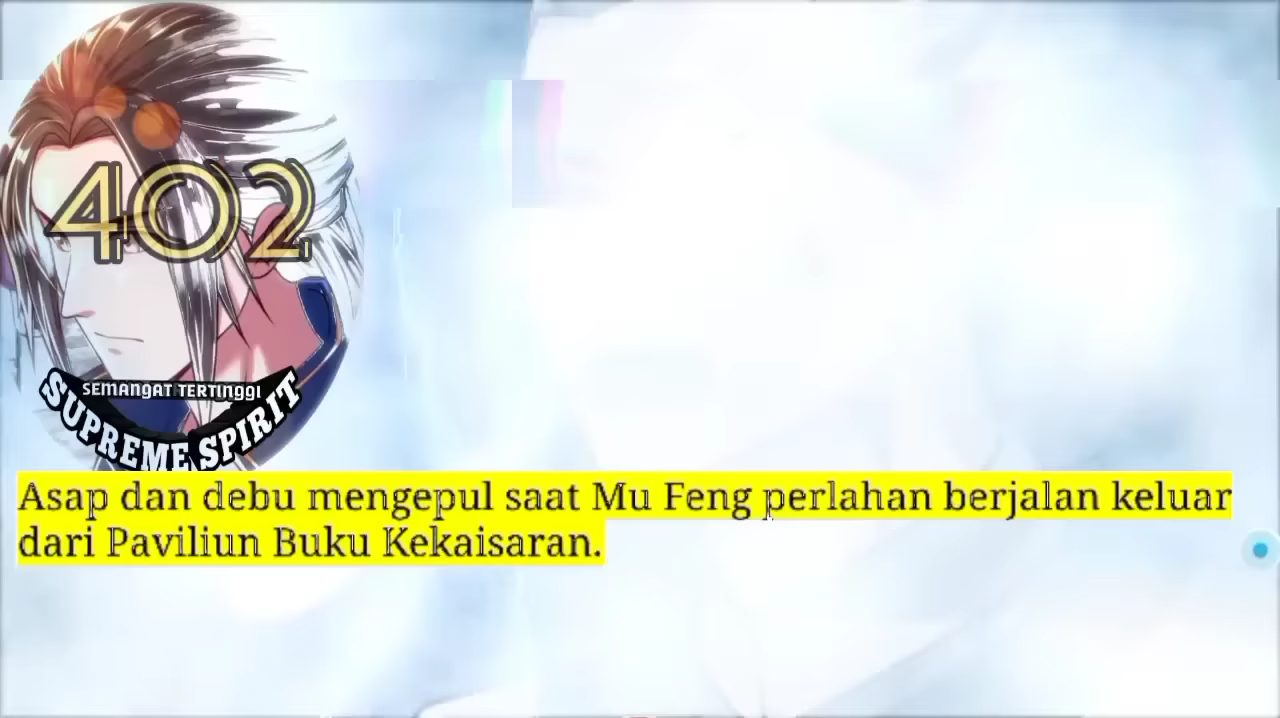 402
SEMANGAT TERTINGGI
SUPREME SPIRIT
Asap dan debu mengepul saat Mu Feng perlahan berjalan keluar
dari Paviliun Buku Kekaisaran.